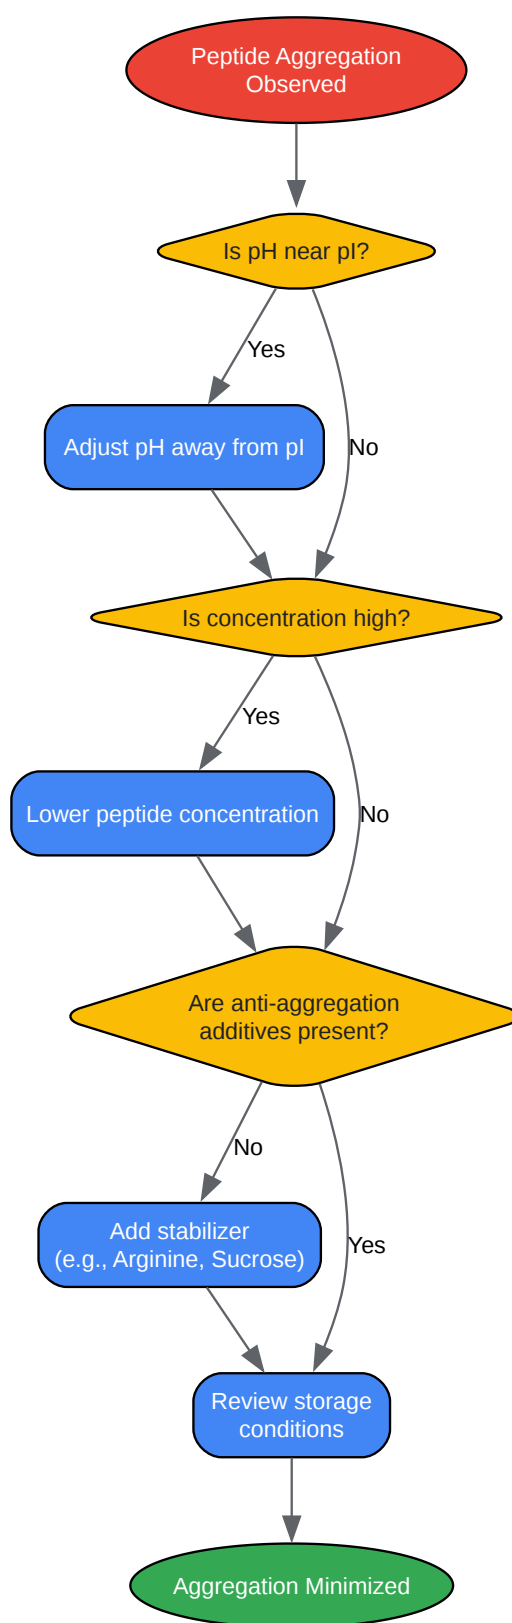 Peptide Aggregation
Observed
Is pH near pI?
Yes
Adjust pH away from pI
No
Is concentration high?
Yes
Lower peptide concentration
No
Are anti-aggregation
additives present?
No
Add stabilizer
(e.g., Arginine, Sucrose)
Yes
Review storage
conditions
Aggregation Minimized